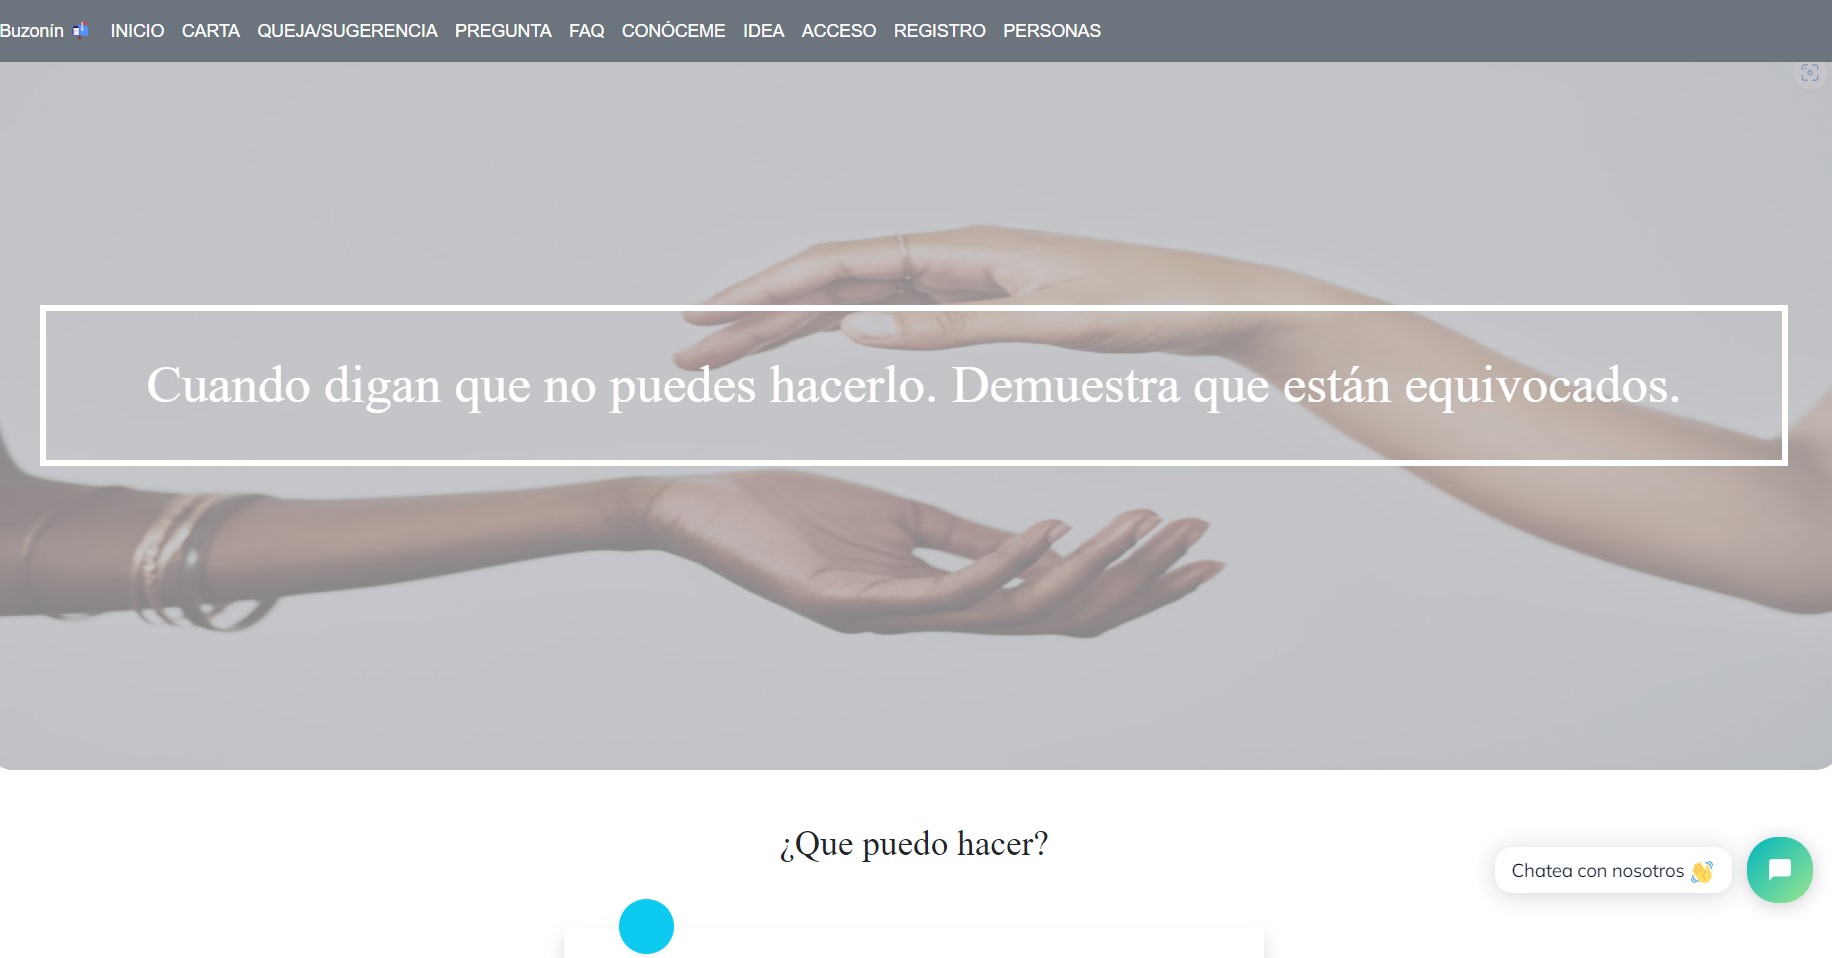 Buzonín 📬 INICIO CARTA QUEJA/SUGERENCIA PREGUNTA FAQ CONÓCEME IDEA ACCESO REGISTRO PERSONAS
Cuando digan que no puedes hacerlo. Demuestra que están equivocados.
¿Que puedo hacer?
Chatea con nosotros 👋